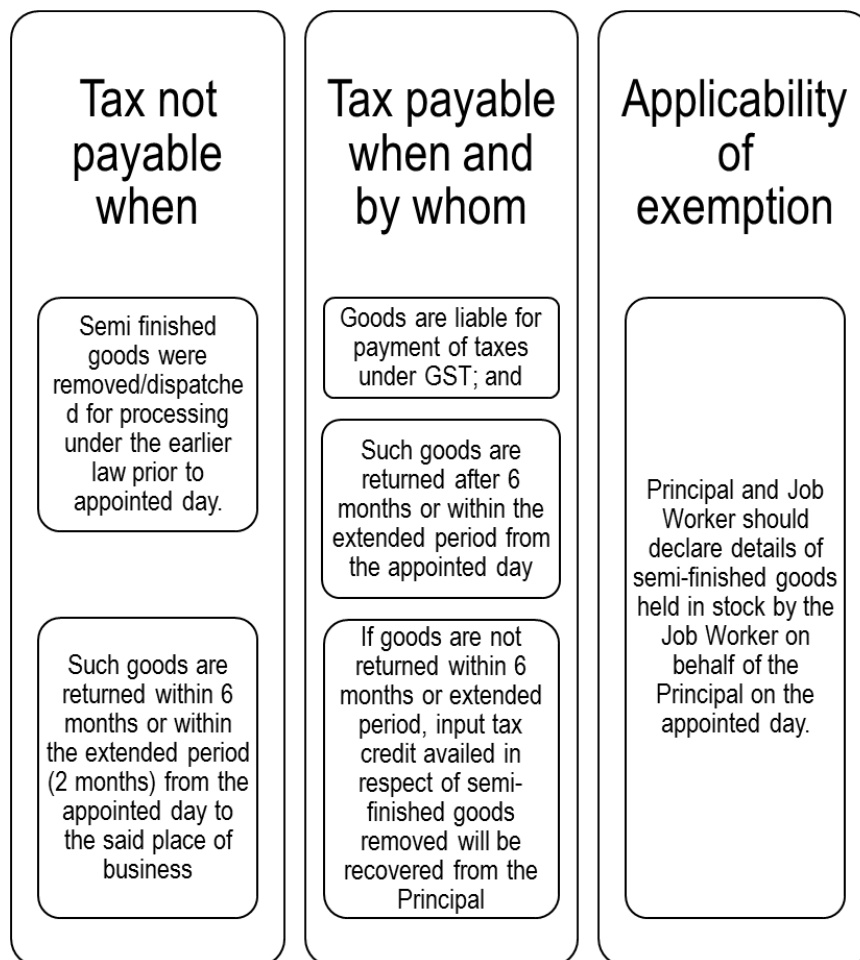 Tax not
payable
when
Semi finished
goods were
removed/dispatche
d for processing
under the earlier
law prior to
appointed day.
Such goods are
returned within 6
months or within
the extended period
(2 months) from the
appointed day to
the said place of
business
Tax payable
when and
by whom
Goods are liable for
payment of taxes
under GST; and
Such goods are
returned after 6
months or within the
extended period from
the appointed day
If goods are not
returned within 6
months or extended
period, input tax
credit availed in
respect of semi-
finished goods
removed will be
recovered from the
Principal
Applicability
of
exemption
Principal and Job
Worker should
declare details of
semi-finished goods
held in stock by the
Job Worker on
behalf of the
Principal on the
appointed day.